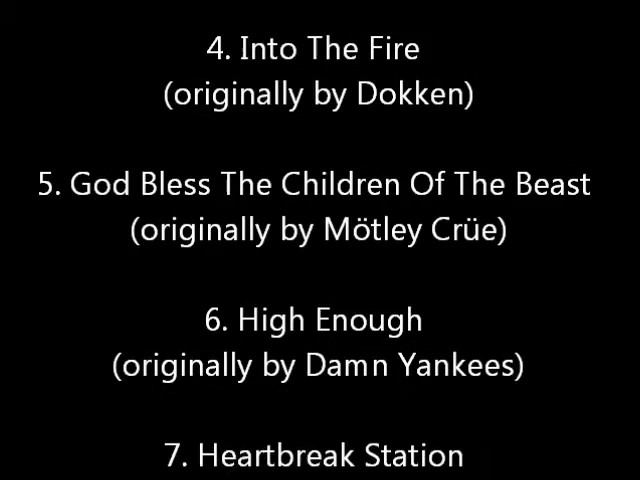 4. Into The Fire
(originally by Dokken)
5. God Bless The Children Of The Beast
(originally by Mötley Crüe)
6. High Enough
(originally by Damn Yankees)
7. Heartbreak Station